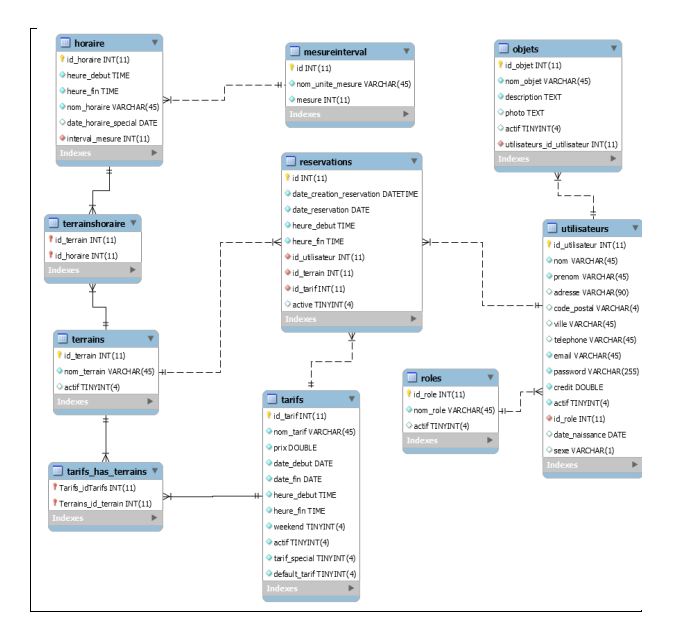 horaire
id_horaire INT(11)
heure_debut TIME
heure_fin TIME
nom_horaire VARCHAR(45)
date_horaire_special DATE
interval_mesure INT(11)
Indexes
mesureinterval
id INT(11)
nom_unite_mesure VARCHAR(45)
mesure INT(11)
Indexes
objets
id_objet INT(11)
nom_objet VARCHAR(45)
description TEXT
photo TEXT
actif TINYINT(4)
utilisateurs_id_utilisateur INT(11)
Indexes
reservations
id INT(11)
date_creation_reservation DATETIME
date_reservation DATE
heure_debut TIME
heure_fin TIME
id_utilisateur INT(11)
id_terrain INT(11)
id_tarif INT(11)
active TINYINT(4)
Indexes
terrainshoraire
id_terrain INT(11)
id_horaire INT(11)
Indexes
utilisateurs
id_utilisateur INT(11)
nom VARCHAR(45)
prenom VARCHAR(45)
adresse VARCHAR(90)
code_postal VARCHAR(4)
ville VARCHAR(45)
telephone VARCHAR(45)
email VARCHAR(45)
password VARCHAR(255)
credit DOUBLE
actif TINYINT(4)
id_role INT(11)
date_naissance DATE
sexe VARCHAR(1)
Indexes
terrains
id_terrain INT(11)
nom_terrain VARCHAR(45)
actif TINYINT(4)
Indexes
roles
id_role INT(11)
nom_role VARCHAR(45)
actif TINYINT(4)
Indexes
tarifs
id_tarif INT(11)
nom_tarif VARCHAR(45)
prix DOUBLE
date_debut DATE
date_fin DATE
heure_debut TIME
heure_fin TIME
weekend TINYINT(4)
actif TINYINT(4)
tarif_special TINYINT(4)
default_tarif TINYINT(4)
Indexes
tarifs_has_terrains
Tarifs_idTarifs INT(11)
Terrains_id_terrain INT(11)
Indexes